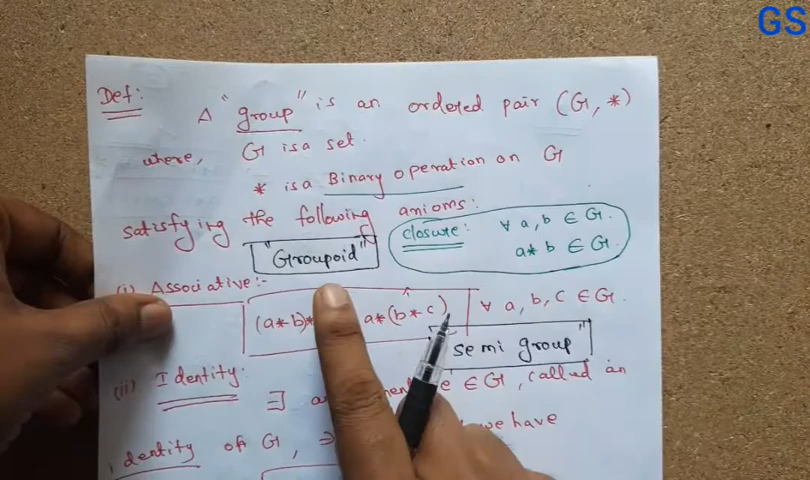 GS
Def:
A "group" is an ordered pair (G, *)
where, G is a set.
* is a Binary operation on G
satisfying the following anioms:
closure: ∀ a, b ∈ G.
a * b ∈ G.
"Groupoid"
(i) Associative:-
(a * b) * a * (b * c) ∀ a, b, c ∈ G.
"semi group"
(ii) Identity:
∃ e ∈ G, called an
identity of G, we have